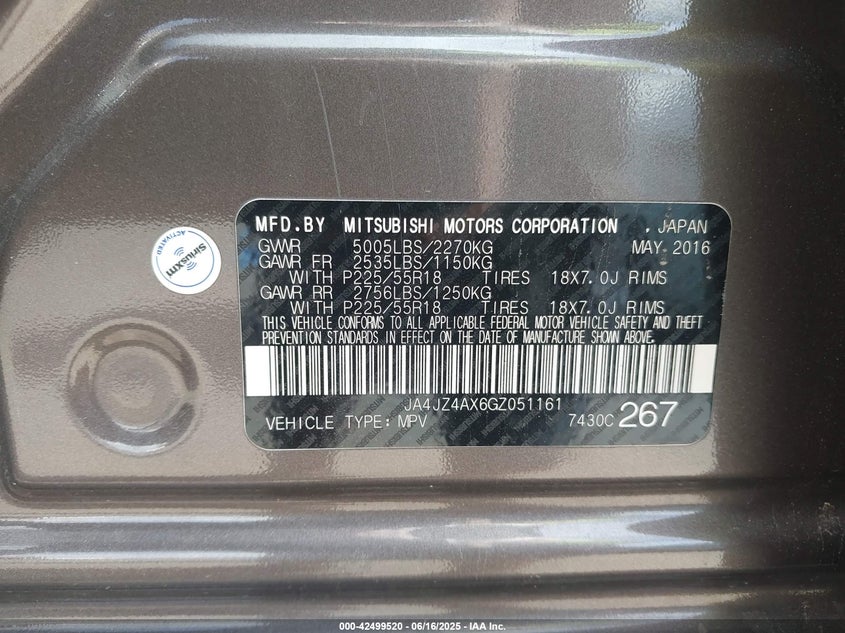 MFD.BY MITSUBISHI MOTORS CORPORATION , JAPAN
GVWR 5005LBS/2270KG MAY 2016
GAWR FR 2535LBS/1150KG
WITH P225/55R18 TIRES 18X7.0J RIMS
GAWR RR 2756LBS/1250KG
WITH P225/55R18 TIRES 18X7.0J RIMS
THIS VEHICLE CONFORMS TO ALL APPLICABLE FEDERAL MOTOR VEHICLE SAFETY AND THEFT
PREVENTION STANDARDS IN EFFECT ON THE DATE OF MANUFACTURE SHOWN ABOVE.
JA4JZ4AX6GZ051161
VEHICLE TYPE: MPV 7430C 267
siriusxm
ACTIVATED
000-42499520 - 06/16/2025 - IAA Inc.